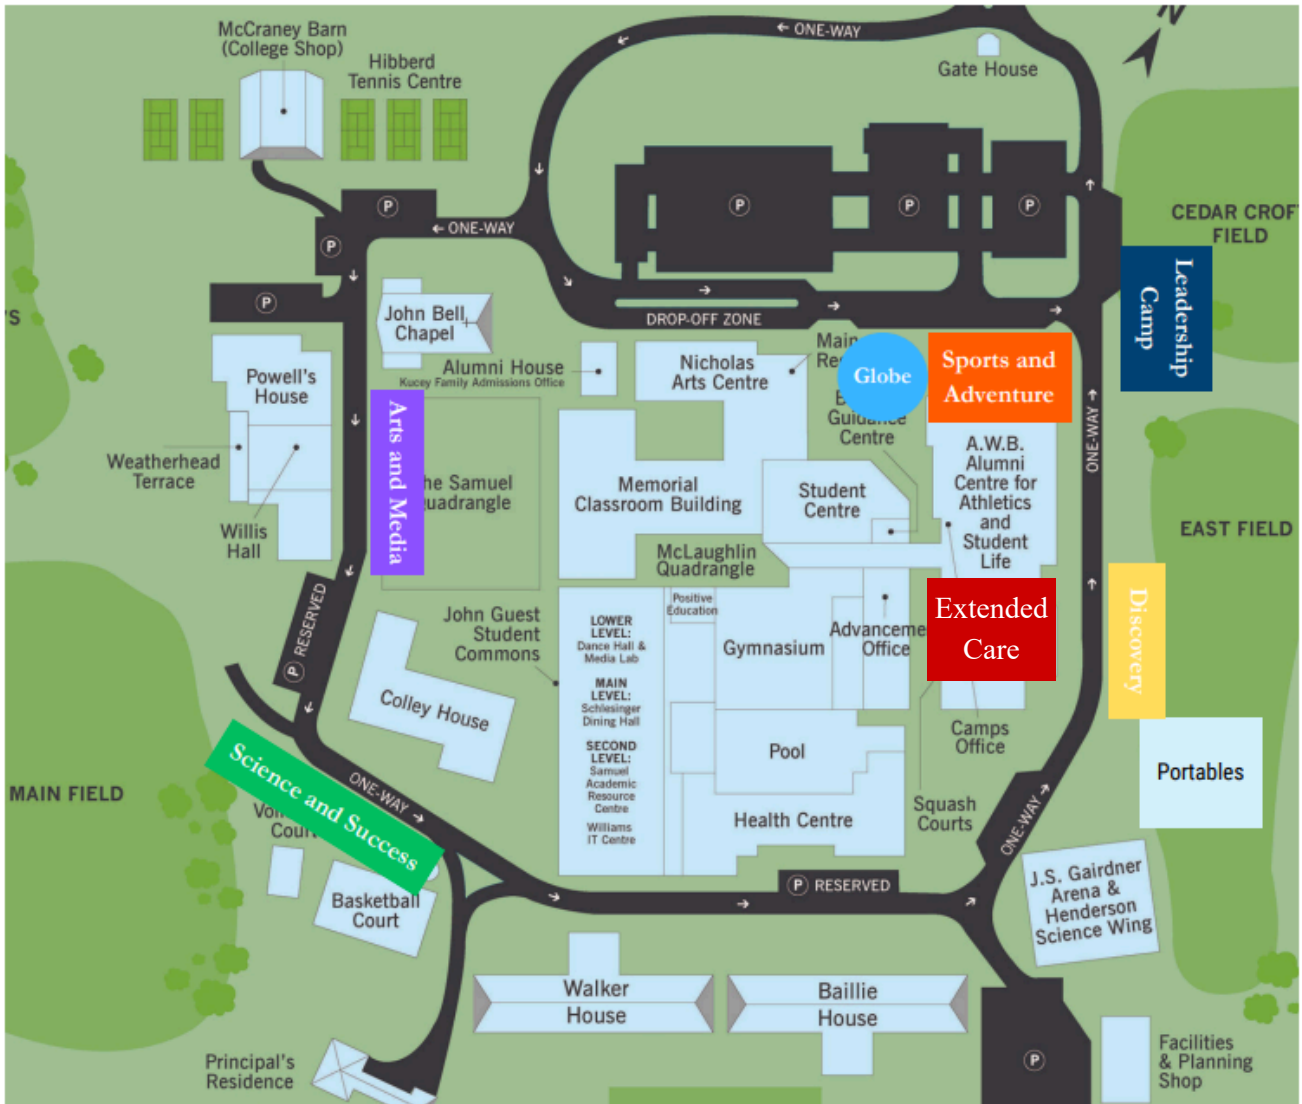 McCraney Barn
(College Shop)
Hibberd
Tennis Centre
← ONE-WAY
N
Gate House
P
P
P
P
P
P
← ONE-WAY
CEDAR CROF
FIELD
Leadership
Camp
'S
John Bell
Chapel
DROP-OFF ZONE
Alumni House
Kucey Family Admissions Office
Nicholas
Arts Centre
Main
Re
Globe
Sports and
Adventure
B
Guidance
Centre
Powell's
House
Arts and Media
he Samuel
uadrangle
Weatherhead
Terrace
Willis
Hall
Memorial
Classroom Building
Student
Centre
A.W.B.
Alumni
Centre for
Athletics
and
Student
Life
ONE-WAY
EAST FIELD
McLaughlin
Quadrangle
Positive
Education
P RESERVED
John Guest
Student
Commons
LOWER
LEVEL:
Dance Hall &
Media Lab
MAIN
LEVEL:
Schlesinger
Dining Hall
SECOND
LEVEL:
Samuel
Academic
Resource
Centre
Williams
IT Centre
Gymnasium
Advanceme
Office
Extended
Care
Discovery
Colley House
Pool
Camps
Office
Portables
Science and Success
ONE-WAY →
MAIN FIELD
Vo
Court
Health Centre
Squash
Courts
ONE-WAY →
Basketball
Court
P RESERVED
J.S. Gairdner
Arena &
Henderson
Science Wing
Walker
House
Baillie
House
Principal's
Residence
P
Facilities
& Planning
Shop